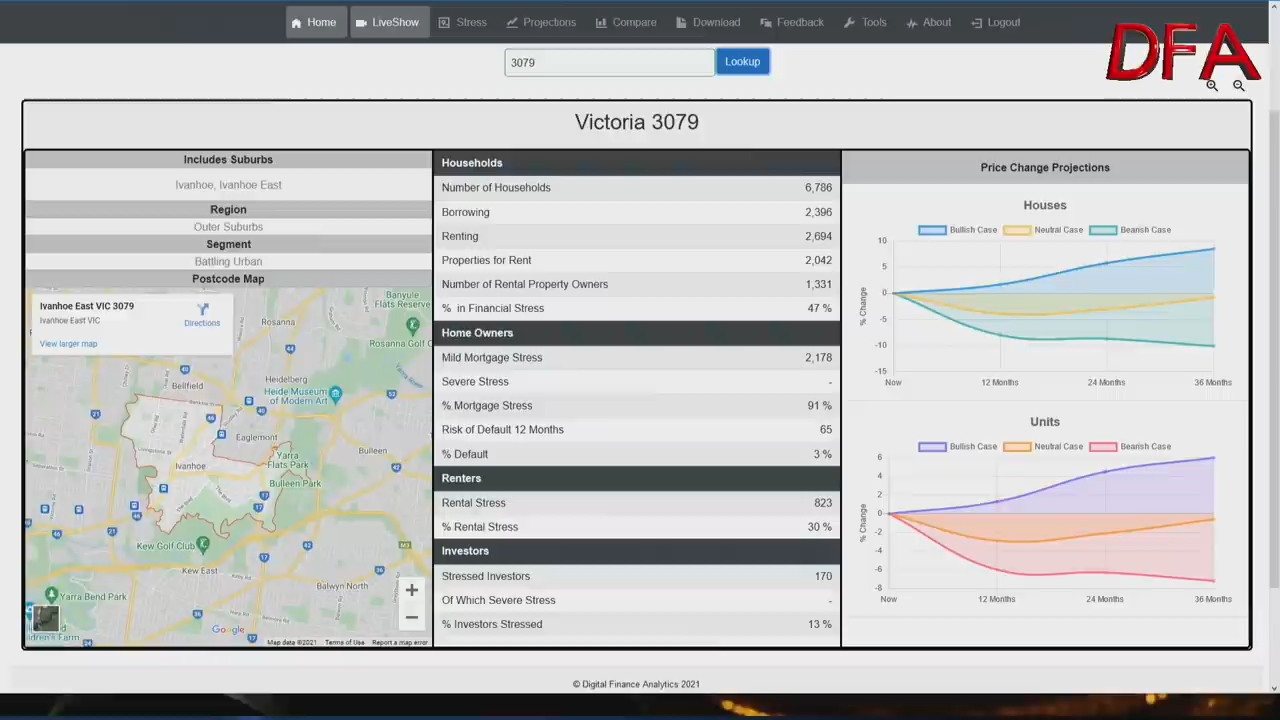 Home LiveShow Stress Projections Compare Download Feedback Tools About Logout
DFA
3079 Lookup
Victoria 3079
Includes Suburbs
Ivanhoe, Ivanhoe East
Region
Outer Suburbs
Segment
Battling Urban
Postcode Map
Ivanhoe East VIC 3079
Ivanhoe East VIC
Directions
View larger map
Banyule
Flats Reserve
Rosanna
Rosanna Golf C
44
40
Heidelberg
Bellfield
Heide Museum
of Modern Art
52
21
46
40
Eaglemont
Yarra
Flats Park
Bulleen
Ivanhoe
47
Bulleen Park
17
Kew Golf Club
Kew East
Balwyn North
Yarra Bend Park
ldren's Farm
Google
Map data ©2021 Terms of Use Report a map error
Households
Number of Households 6,786
Borrowing 2,396
Renting 2,694
Properties for Rent 2,042
Number of Rental Property Owners 1,331
% in Financial Stress 47 %
Home Owners
Mild Mortgage Stress 2,178
Severe Stress -
% Mortgage Stress 91 %
Risk of Default 12 Months 65
% Default 3 %
Renters
Rental Stress 823
% Rental Stress 30 %
Investors
Stressed Investors 170
Of Which Severe Stress -
% Investors Stressed 13 %
Price Change Projections
Houses
Bullish Case Neutral Case Bearish Case
% Change
10
5
0
-5
-10
-15
Now 12 Months 24 Months 36 Months
Units
Bullish Case Neutral Case Bearish Case
% Change
6
4
2
0
-2
-4
-6
-8
Now 12 Months 24 Months 36 Months
© Digital Finance Analytics 2021